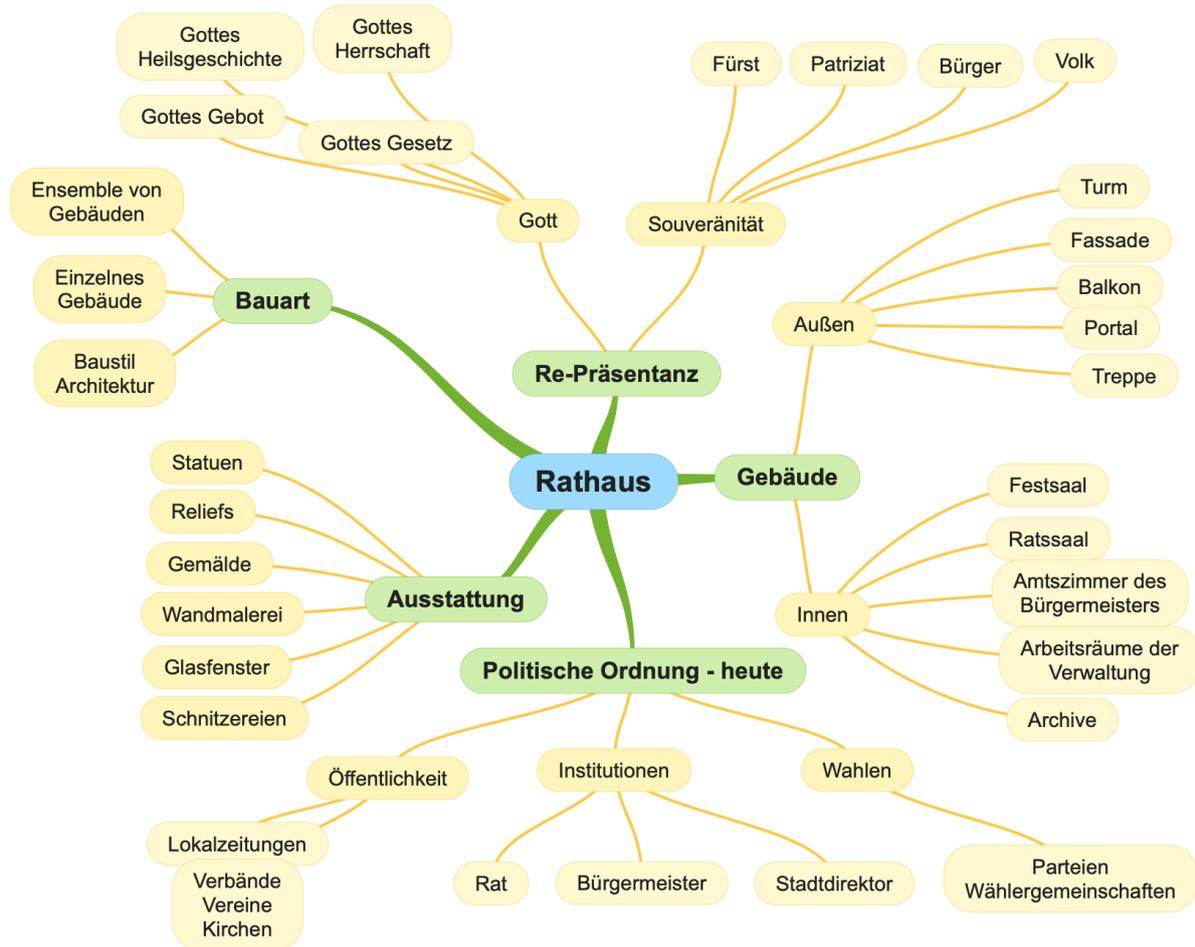 Gottes
Heilsgeschichte
Gottes
Herrschaft
Gottes Gebot
Gottes Gesetz
Gott
Fürst
Patriziat
Bürger
Volk
Souveränität
Re-Präsentanz
Ensemble von
Gebäuden
Einzelnes
Gebäude
Baustil
Architektur
Bauart
Turm
Fassade
Balkon
Portal
Treppe
Außen
Rathaus
Gebäude
Festsaal
Ratssaal
Amtszimmer des
Bürgermeisters
Arbeitsräume der
Verwaltung
Archive
Innen
Statuen
Reliefs
Gemälde
Wandmalerei
Glasfenster
Schnitzereien
Ausstattung
Politische Ordnung - heute
Öffentlichkeit
Lokalzeitungen
Verbände
Vereine
Kirchen
Institutionen
Rat
Bürgermeister
Stadtdirektor
Wahlen
Parteien
Wählergemeinschaften